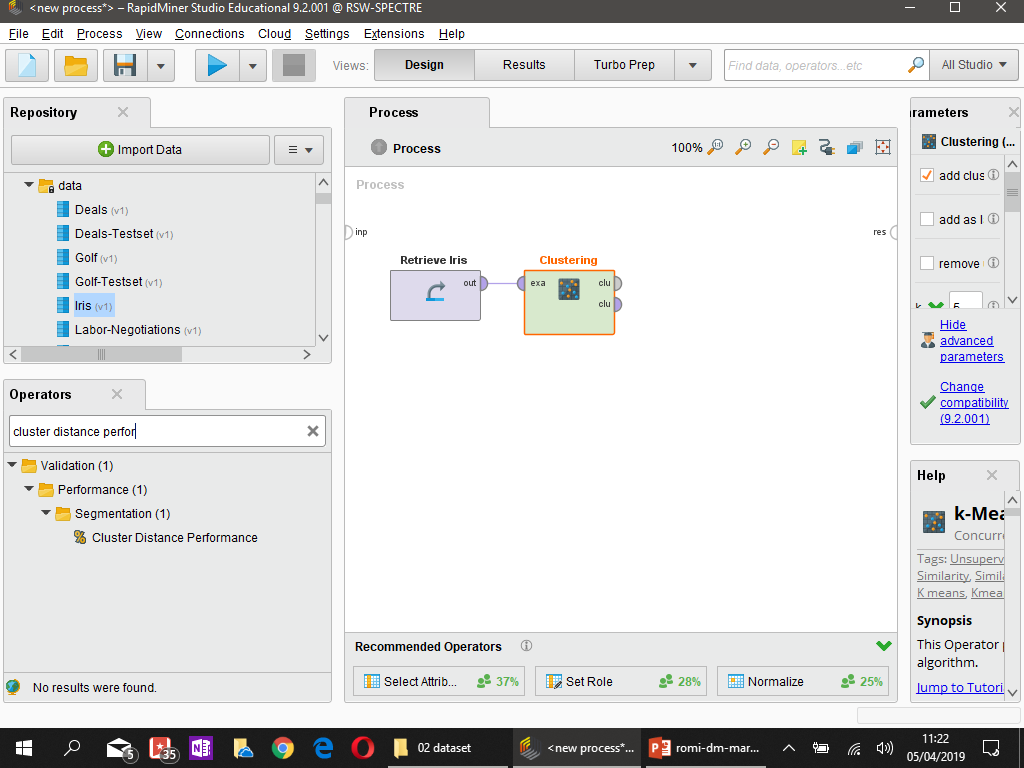 <new process*> – RapidMiner Studio Educational 9.2.001 @ RSW-SPECTRE
File Edit Process View Connections Cloud Settings Extensions Help
Views: Design Results Turbo Prep
Find data, operators...etc
All Studio
Repository
Import Data
data
Deals (v1)
Deals-Testset (v1)
Golf (v1)
Golf-Testset (v1)
Iris (v1)
Labor-Negotiations (v1)
Operators
cluster distance perfor
Validation (1)
Performance (1)
Segmentation (1)
Cluster Distance Performance
No results were found.
Process
Process
100%
Process
inp
res
Retrieve Iris
out
Clustering
exa
clu
clu
Recommended Operators
Select Attrib... 37%
Set Role 28%
Normalize 25%
rameters
Clustering (...
add clus
add as l
remove
k 5
Hide
advanced
parameters
Change
compatibility
(9.2.001)
Help
k-Mea
Concurre
Tags: Unsuperv
Similarity, Simila
K means, Kmea
Synopsis
This Operator p
algorithm.
Jump to Tutori
5
35
02 dataset
<new process*...
romi-dm-mar...
11:22
05/04/2019